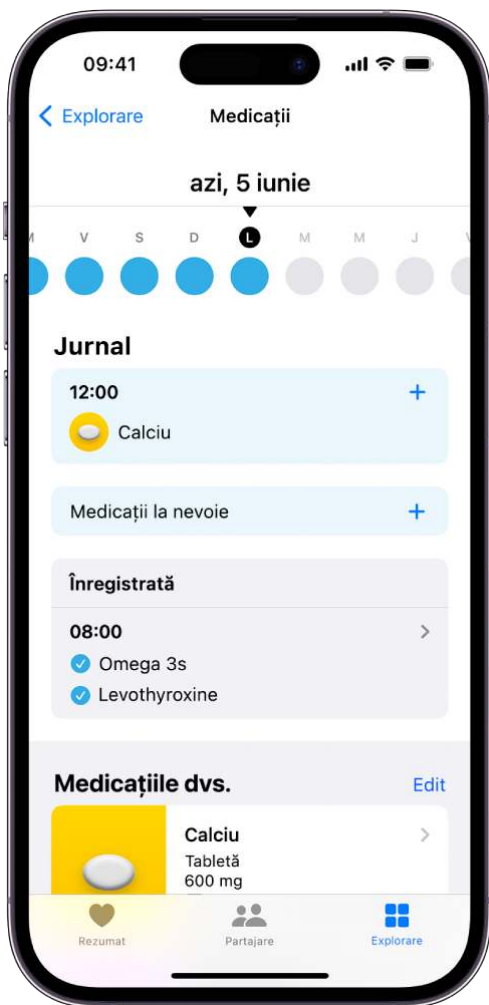 09:41
Explorare
Medicații
azi, 5 iunie
M V S D L M M J V
Jurnal
12:00
Calciu
Medicații la nevoie
Înregistrată
08:00
Omega 3s
Levothyroxine
Medicațiile dvs.
Edit
Calciu
Tabletă
600 mg
Rezumat
Partajare
Explorare